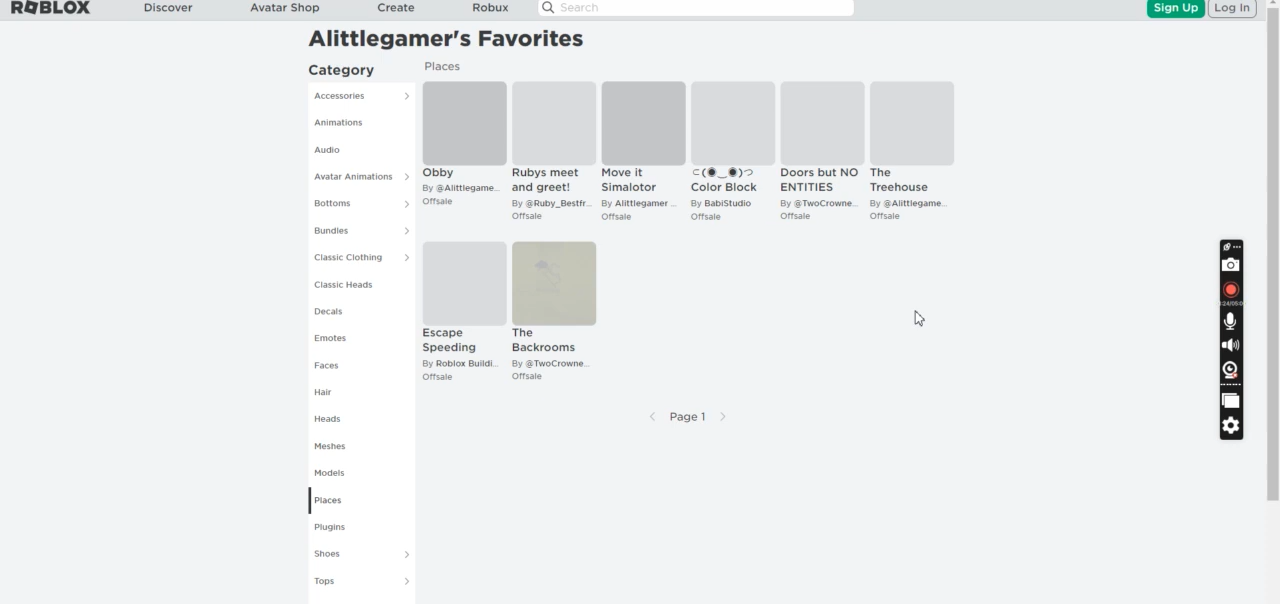 ROBLOX Discover Avatar Shop Create Robux Search Sign Up Log In
Alittlegamer's Favorites
Category
Accessories
Animations
Audio
Avatar Animations
Bottoms
Bundles
Classic Clothing
Classic Heads
Decals
Emotes
Faces
Hair
Heads
Meshes
Models
Places
Plugins
Shoes
Tops
Places
Obby
By @Alittlegame...
Offsale
Rubys meet
and greet!
By @Ruby_Bestfr...
Offsale
Move it
Simalotor
By Alittlegamer ...
Offsale
⊂(◉‿◉)つ
Color Block
By BabiStudio
Offsale
Doors but NO
ENTITIES
By @TwoCrowne...
Offsale
The
Treehouse
By @Alittlegame...
Offsale
Escape
Speeding
By Roblox Buildi...
Offsale
The
Backrooms
By @TwoCrowne...
Offsale
Page 1